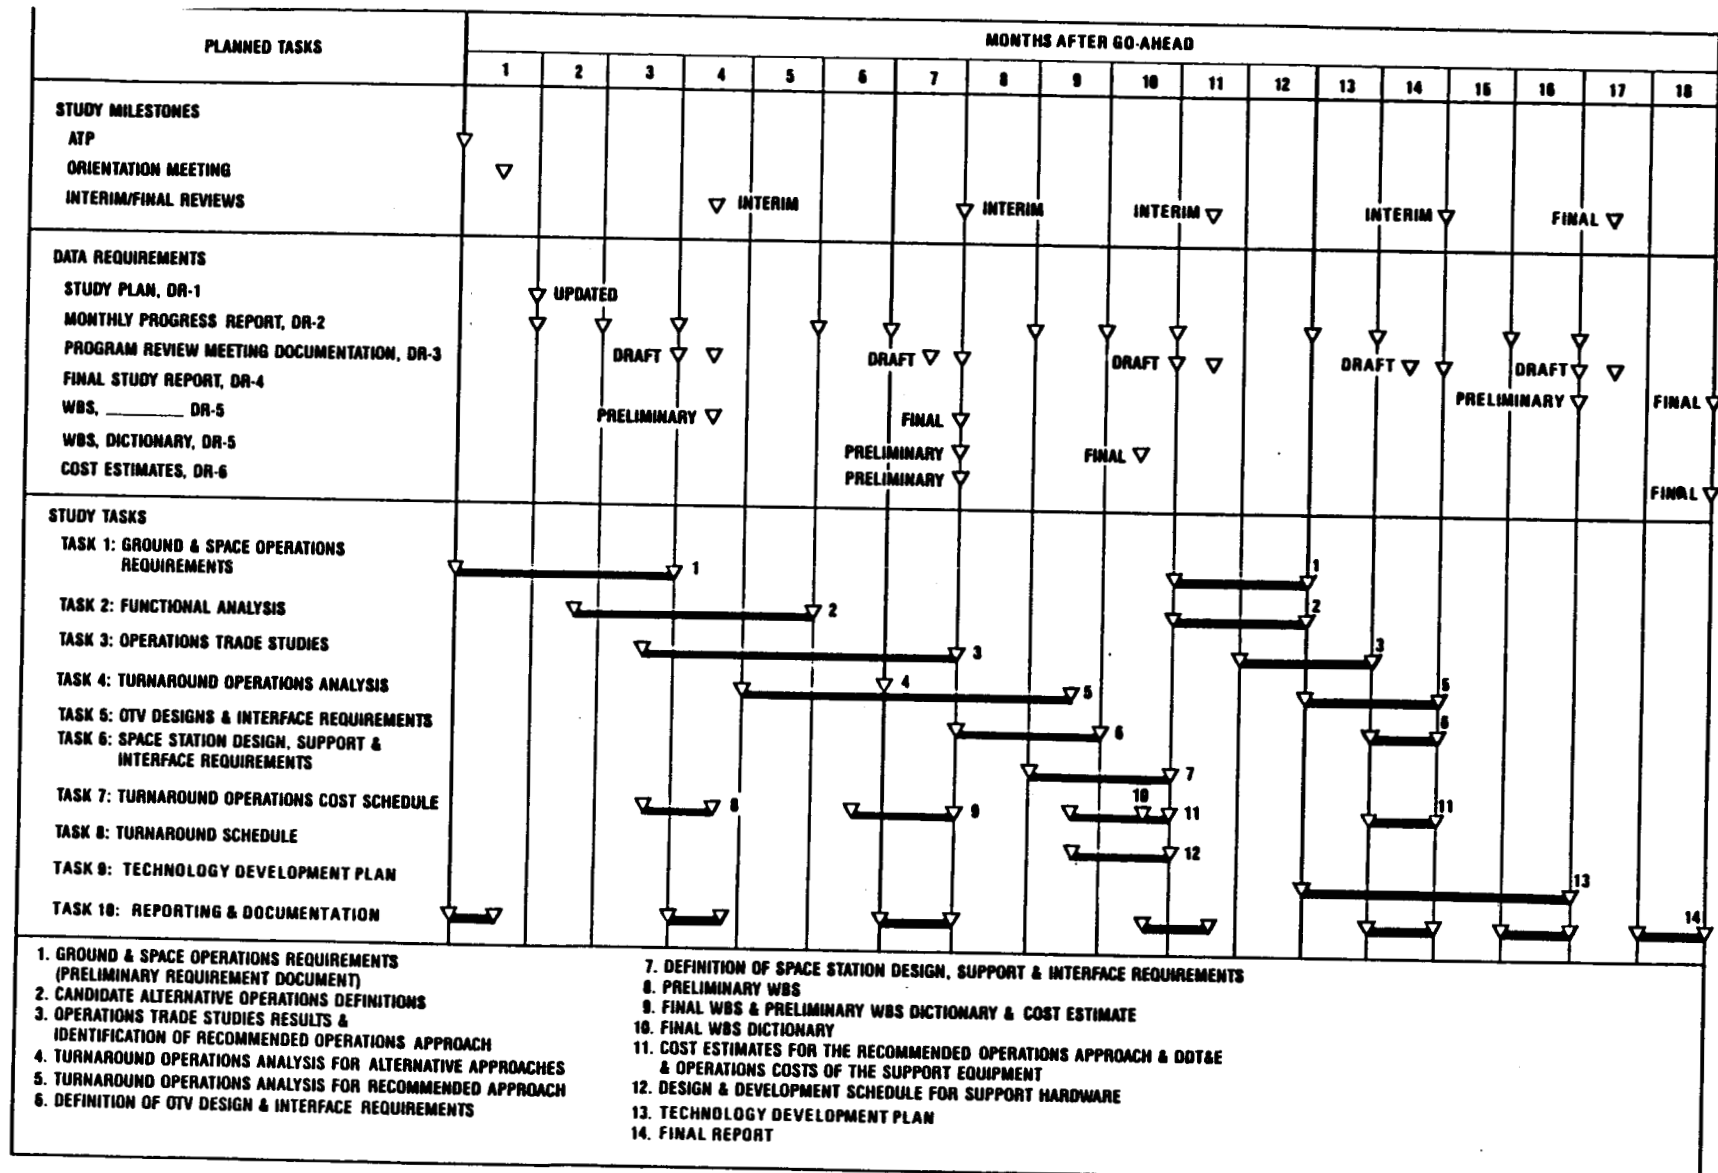 PLANNED TASKS
MONTHS AFTER GO-AHEAD
1 2 3 4 5 6 7 8 9 10 11 12 13 14 15 16 17 18
STUDY MILESTONES
ATP
ORIENTATION MEETING
INTERIM/FINAL REVIEWS INTERIM INTERIM INTERIM INTERIM FINAL
DATA REQUIREMENTS
STUDY PLAN, DR-1 UPDATED
MONTHLY PROGRESS REPORT, DR-2
PROGRAM REVIEW MEETING DOCUMENTATION, DR-3 DRAFT DRAFT DRAFT DRAFT DRAFT
FINAL STUDY REPORT, DR-4 PRELIMINARY FINAL
WBS, ________ DR-5 PRELIMINARY FINAL
WBS, DICTIONARY, DR-5 PRELIMINARY FINAL
COST ESTIMATES, DR-6 PRELIMINARY FINAL
STUDY TASKS
TASK 1: GROUND & SPACE OPERATIONS
REQUIREMENTS 1 1
TASK 2: FUNCTIONAL ANALYSIS 2 2
TASK 3: OPERATIONS TRADE STUDIES 3 3
TASK 4: TURNAROUND OPERATIONS ANALYSIS 4 5 5
TASK 5: OTV DESIGNS & INTERFACE REQUIREMENTS 6 6
TASK 6: SPACE STATION DESIGN, SUPPORT &
INTERFACE REQUIREMENTS 7
TASK 7: TURNAROUND OPERATIONS COST SCHEDULE 8 9 10 11 11
TASK 8: TURNAROUND SCHEDULE 12
TASK 9: TECHNOLOGY DEVELOPMENT PLAN 13
TASK 10: REPORTING & DOCUMENTATION 14
1. GROUND & SPACE OPERATIONS REQUIREMENTS
(PRELIMINARY REQUIREMENT DOCUMENT)
2. CANDIDATE ALTERNATIVE OPERATIONS DEFINITIONS
3. OPERATIONS TRADE STUDIES RESULTS &
IDENTIFICATION OF RECOMMENDED OPERATIONS APPROACH
4. TURNAROUND OPERATIONS ANALYSIS FOR ALTERNATIVE APPROACHES
5. TURNAROUND OPERATIONS ANALYSIS FOR RECOMMENDED APPROACH
6. DEFINITION OF OTV DESIGN & INTERFACE REQUIREMENTS
7. DEFINITION OF SPACE STATION DESIGN, SUPPORT & INTERFACE REQUIREMENTS
8. PRELIMINARY WBS
9. FINAL WBS & PRELIMINARY WBS DICTIONARY & COST ESTIMATE
10. FINAL WBS DICTIONARY
11. COST ESTIMATES FOR THE RECOMMENDED OPERATIONS APPROACH & DDT&E
& OPERATIONS COSTS OF THE SUPPORT EQUIPMENT
12. DESIGN & DEVELOPMENT SCHEDULE FOR SUPPORT HARDWARE
13. TECHNOLOGY DEVELOPMENT PLAN
14. FINAL REPORT